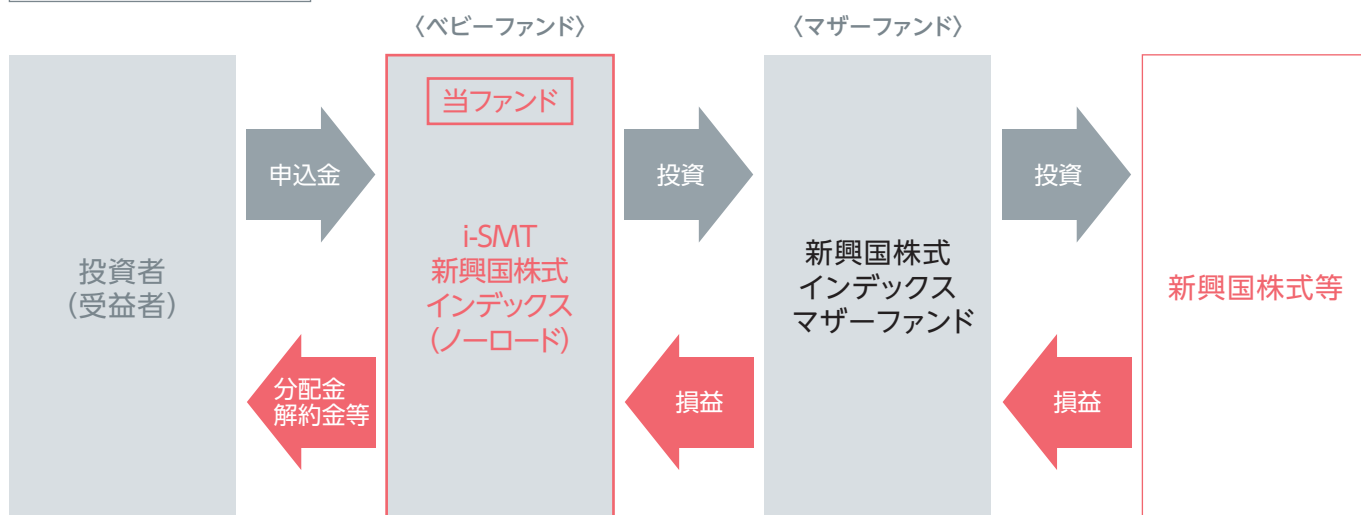 〈ベビーファンド〉
〈マザーファンド〉
当ファンド
申込金
投資
投資
投資者
(受益者)
i-SMT
新興国株式
インデックス
(ノーロード)
新興国株式
インデックス
マザーファンド
新興国株式等
分配金
解約金等
損益
損益